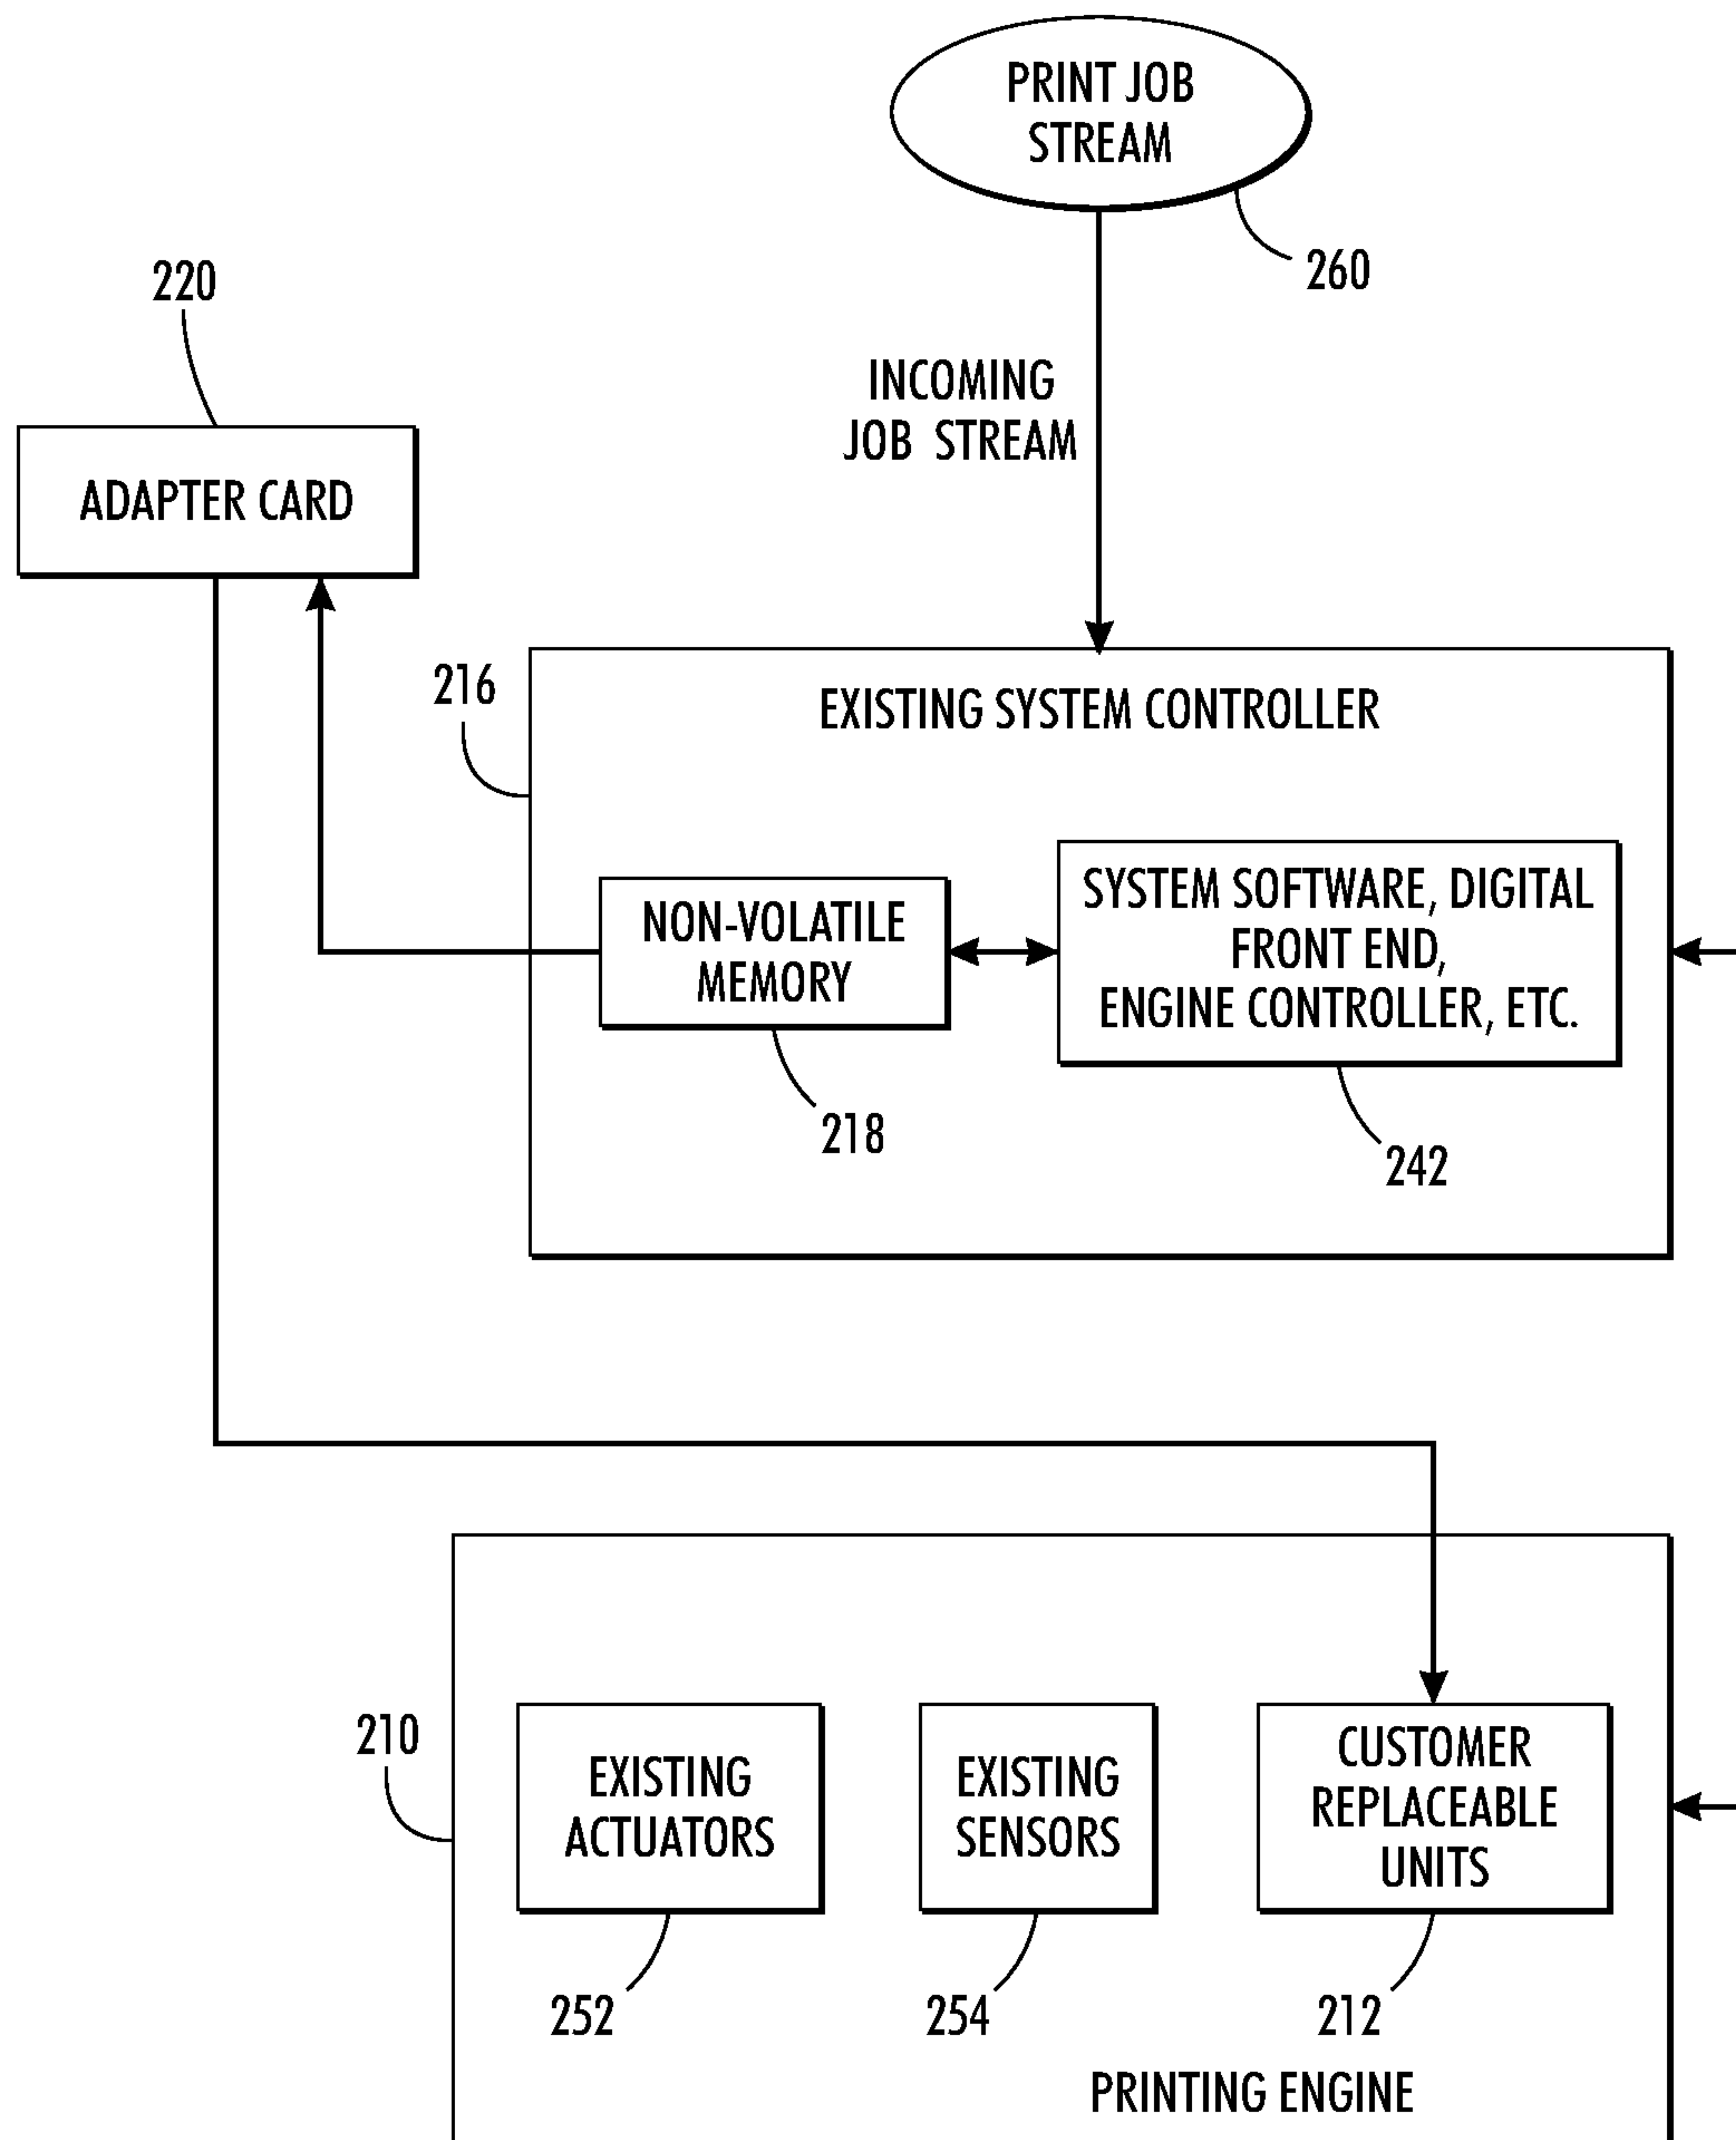 PRINT JOB
STREAM
260
220
INCOMING
JOB STREAM
ADAPTER CARD
216
EXISTING SYSTEM CONTROLLER
NON-VOLATILE
MEMORY
SYSTEM SOFTWARE, DIGITAL
FRONT END,
ENGINE CONTROLLER, ETC.
218
242
210
EXISTING
ACTUATORS
EXISTING
SENSORS
CUSTOMER
REPLACEABLE
UNITS
252
254
212
PRINTING ENGINE